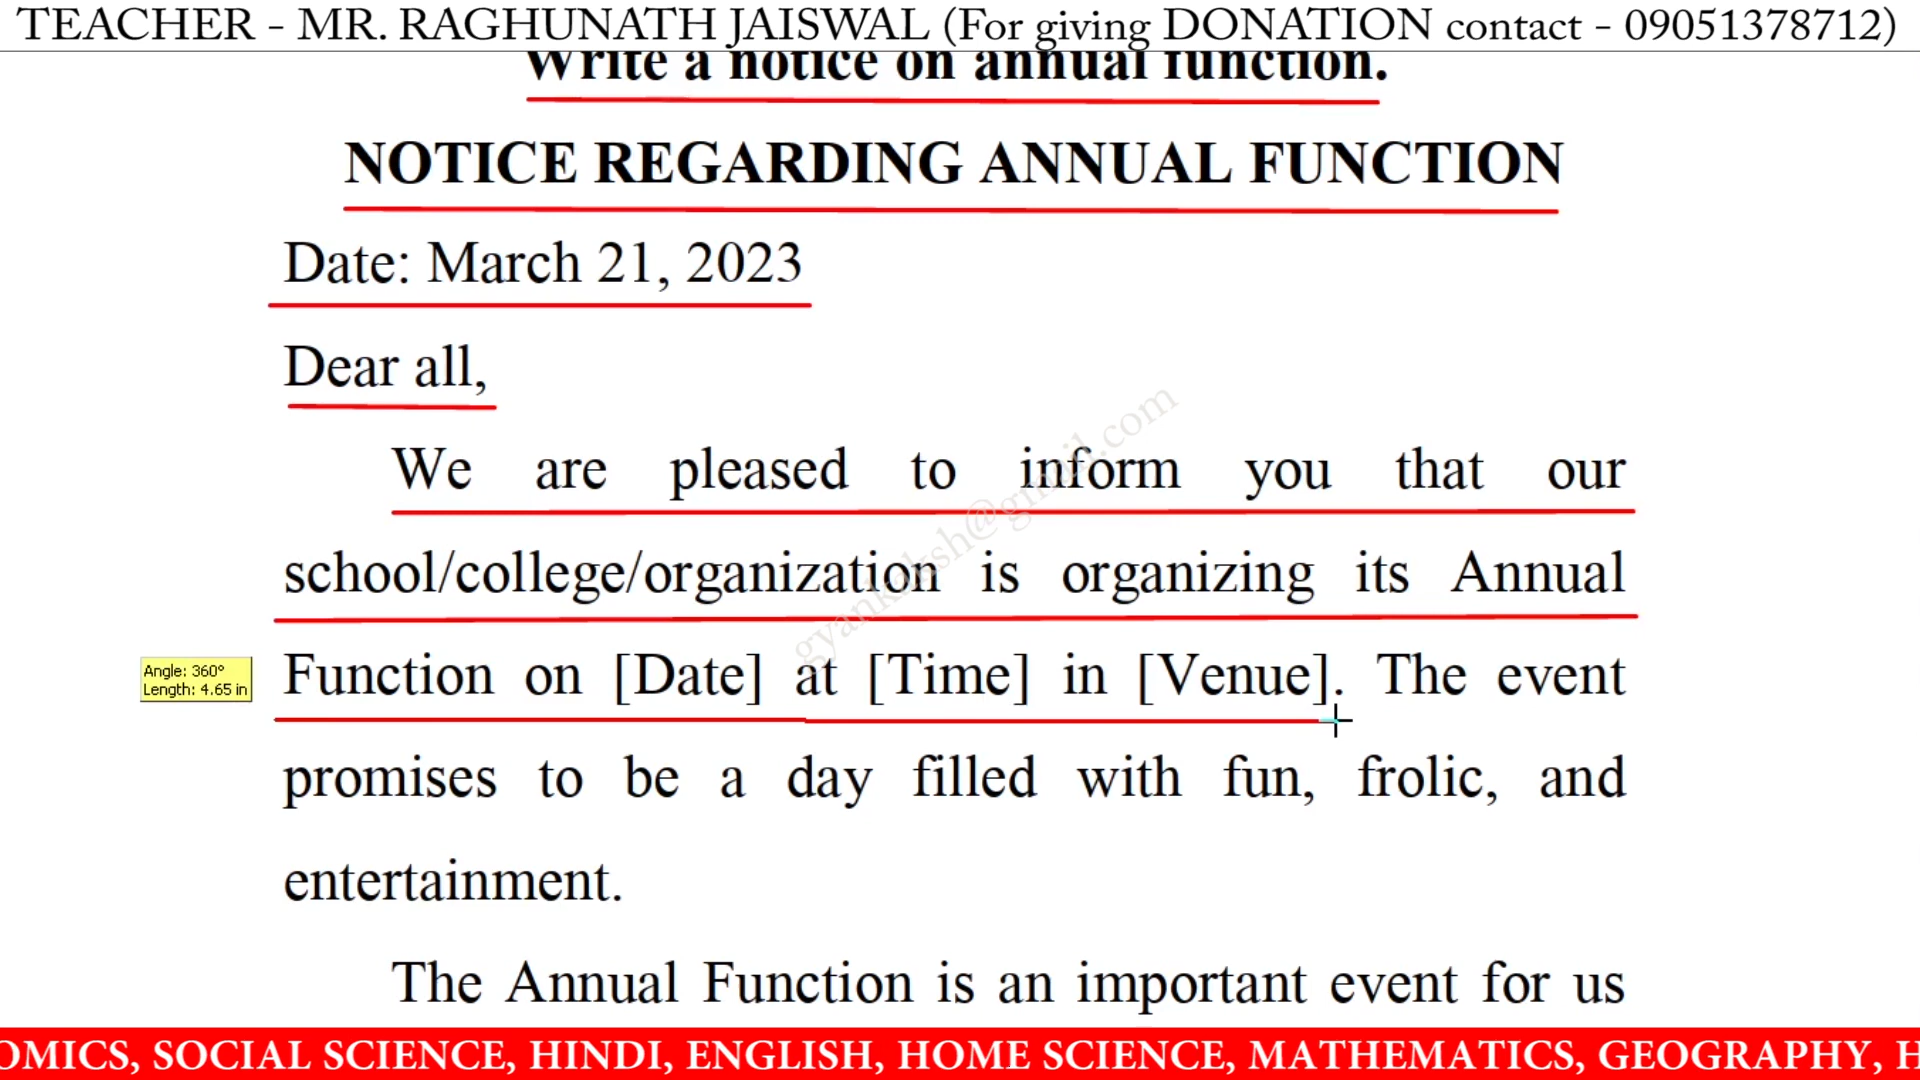 TEACHER - MR. RAGHUNATH JAISWAL (For giving DONATION contact - 09051378712)
Write a notice on annual function.
NOTICE REGARDING ANNUAL FUNCTION
Date: March 21, 2023
Dear all,
We are pleased to inform you that our
school/college/organization is organizing its Annual
Angle: 360°
Length: 4.65 in
Function on [Date] at [Time] in [Venue]. The event
promises to be a day filled with fun, frolic, and
entertainment.
The Annual Function is an important event for us
OMICS, SOCIAL SCIENCE, HINDI, ENGLISH, HOME SCIENCE, MATHEMATICS, GEOGRAPHY, H